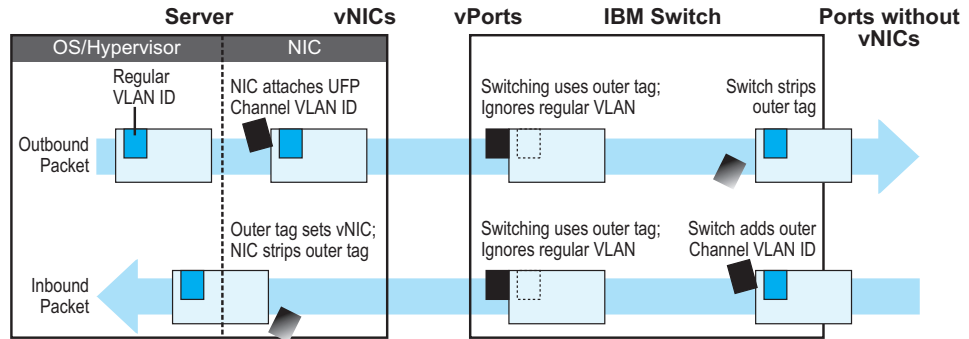 Server
vNICs
vPorts
IBM Switch
Ports without
vNICs
OS/Hypervisor
NIC
Regular
VLAN ID
NIC attaches UFP
Channel VLAN ID
Switching uses outer tag;
Ignores regular VLAN
Switch strips
outer tag
Outbound
Packet
Outer tag sets vNIC;
NIC strips outer tag
Switching uses outer tag;
Ignores regular VLAN
Switch adds outer
Channel VLAN ID
Inbound
Packet